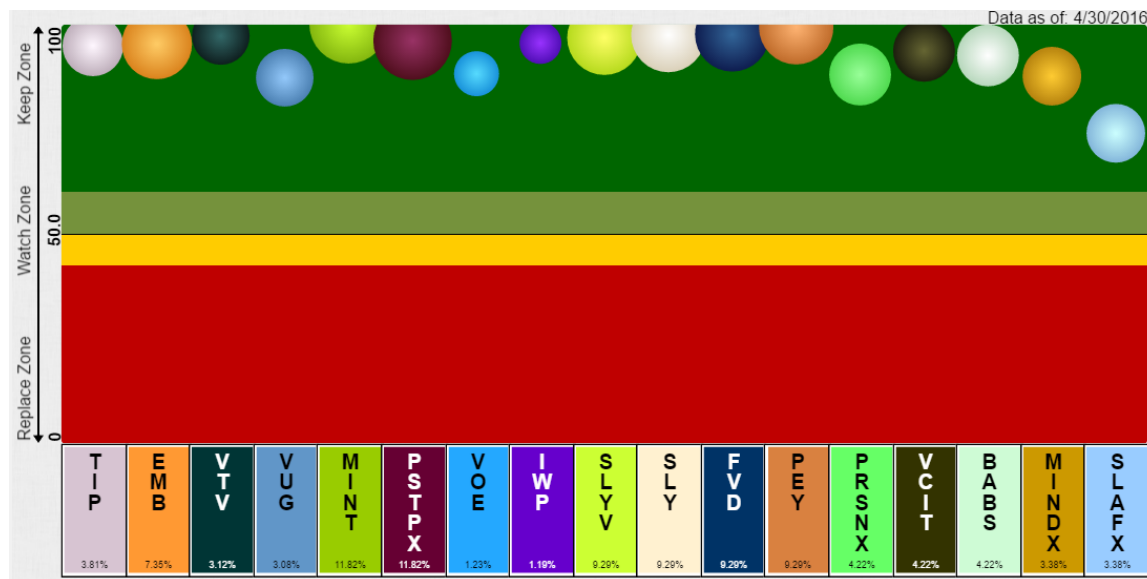 Data as of: 4/30/2016
Keep Zone
Watch Zone
Replace Zone
100
50.0
0
TIP
3.81%
EMB
7.35%
VTV
3.12%
VUG
3.08%
MINT
11.82%
PSTPX
11.82%
VOE
1.23%
IWP
1.19%
SLYV
9.29%
SLY
9.29%
FVD
9.29%
PEY
9.29%
PRSNX
4.22%
VCIT
4.22%
BABS
4.22%
MINDX
3.38%
SLAFX
3.38%